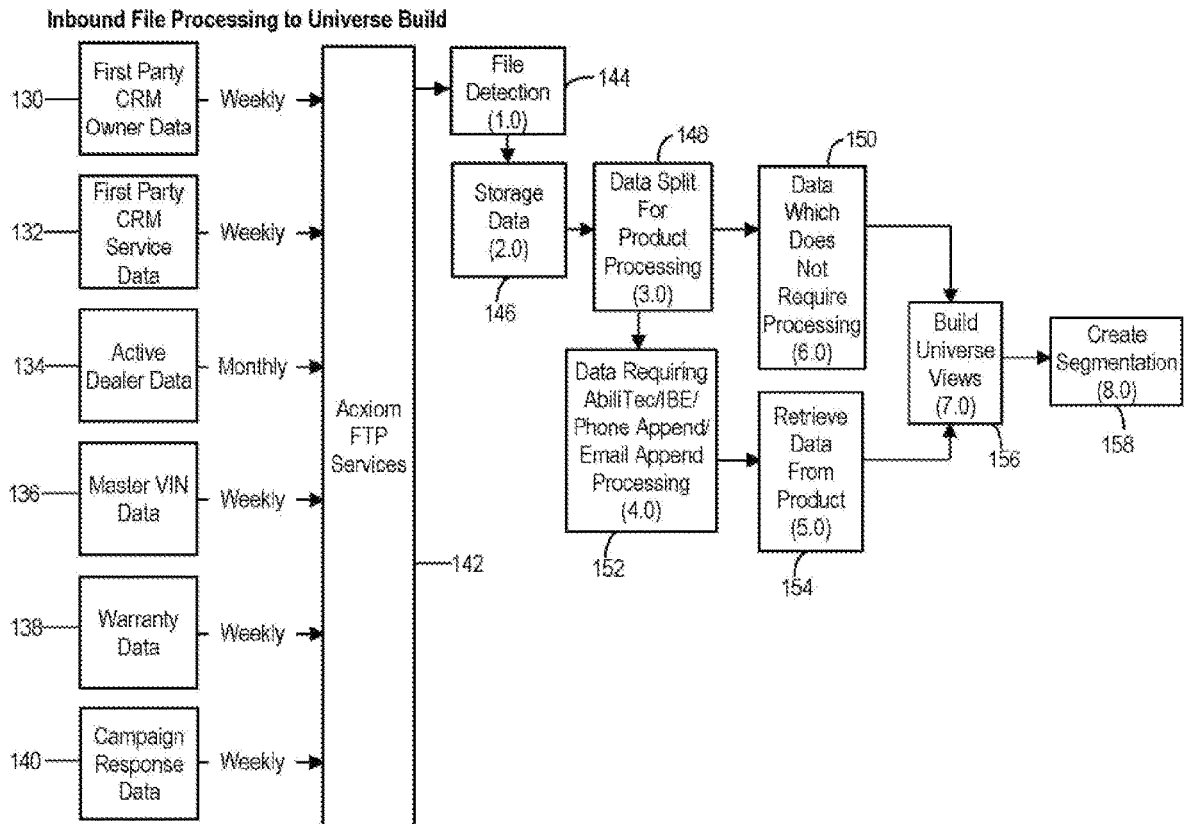 Inbound File Processing to Universe Build
130
First Party
CRM
Owner Data
Weekly
132
First Party
CRM
Service
Data
Weekly
134
Active
Dealer Data
Monthly
136
Master VIN
Data
Weekly
138
Warranty
Data
Weekly
140
Campaign
Response
Data
Weekly
Acxiom
FTP
Services
142
File
Detection
(1.0)
144
Storage
Data
(2.0)
146
148
Data Split
For
Product
Processing
(3.0)
150
Data
Which
Does
Not
Require
Processing
(6.0)
Data Requiring
AbiliTec/IBE/
Phone Append/
Email Append
Processing
(4.0)
152
Retrieve
Data
From
Product
(5.0)
154
Build
Universe
Views
(7.0)
156
Create
Segmentation
(8.0)
158